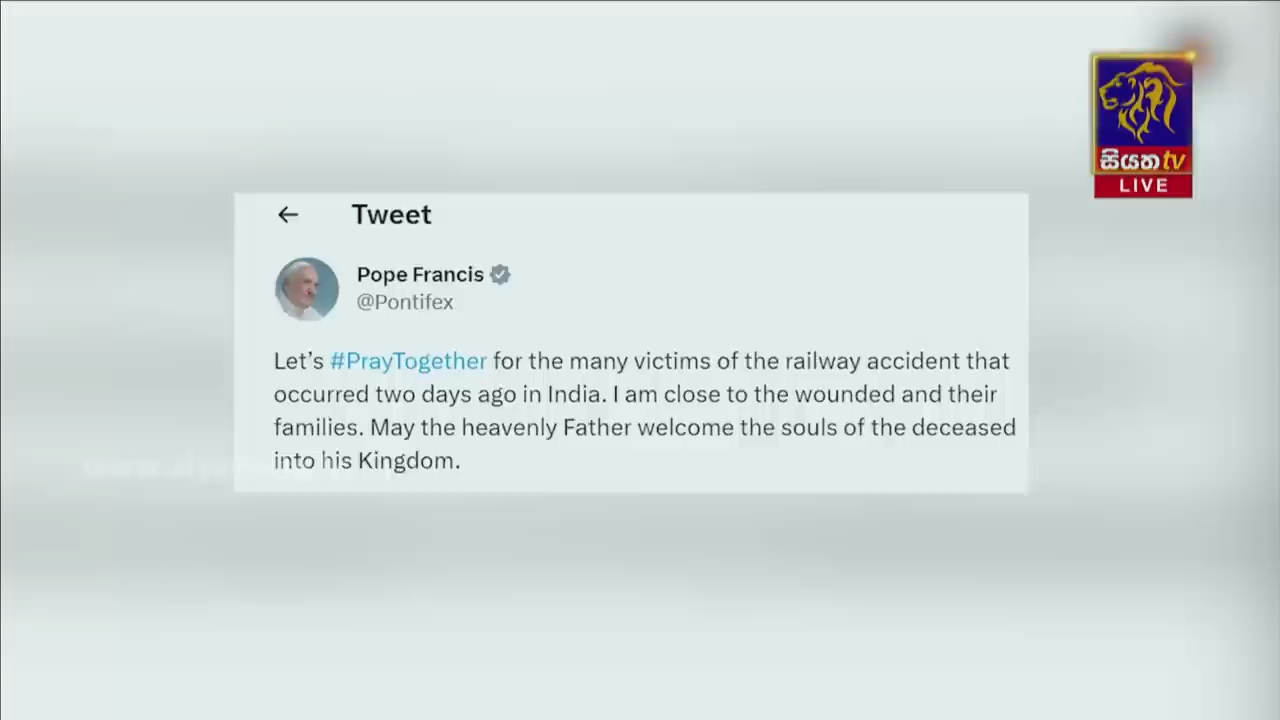 සියත tv
LIVE
Tweet
Pope Francis
@Pontifex
Let’s #PrayTogether for the many victims of the railway accident that
occurred two days ago in India. I am close to the wounded and their
families. May the heavenly Father welcome the souls of the deceased
into his Kingdom.